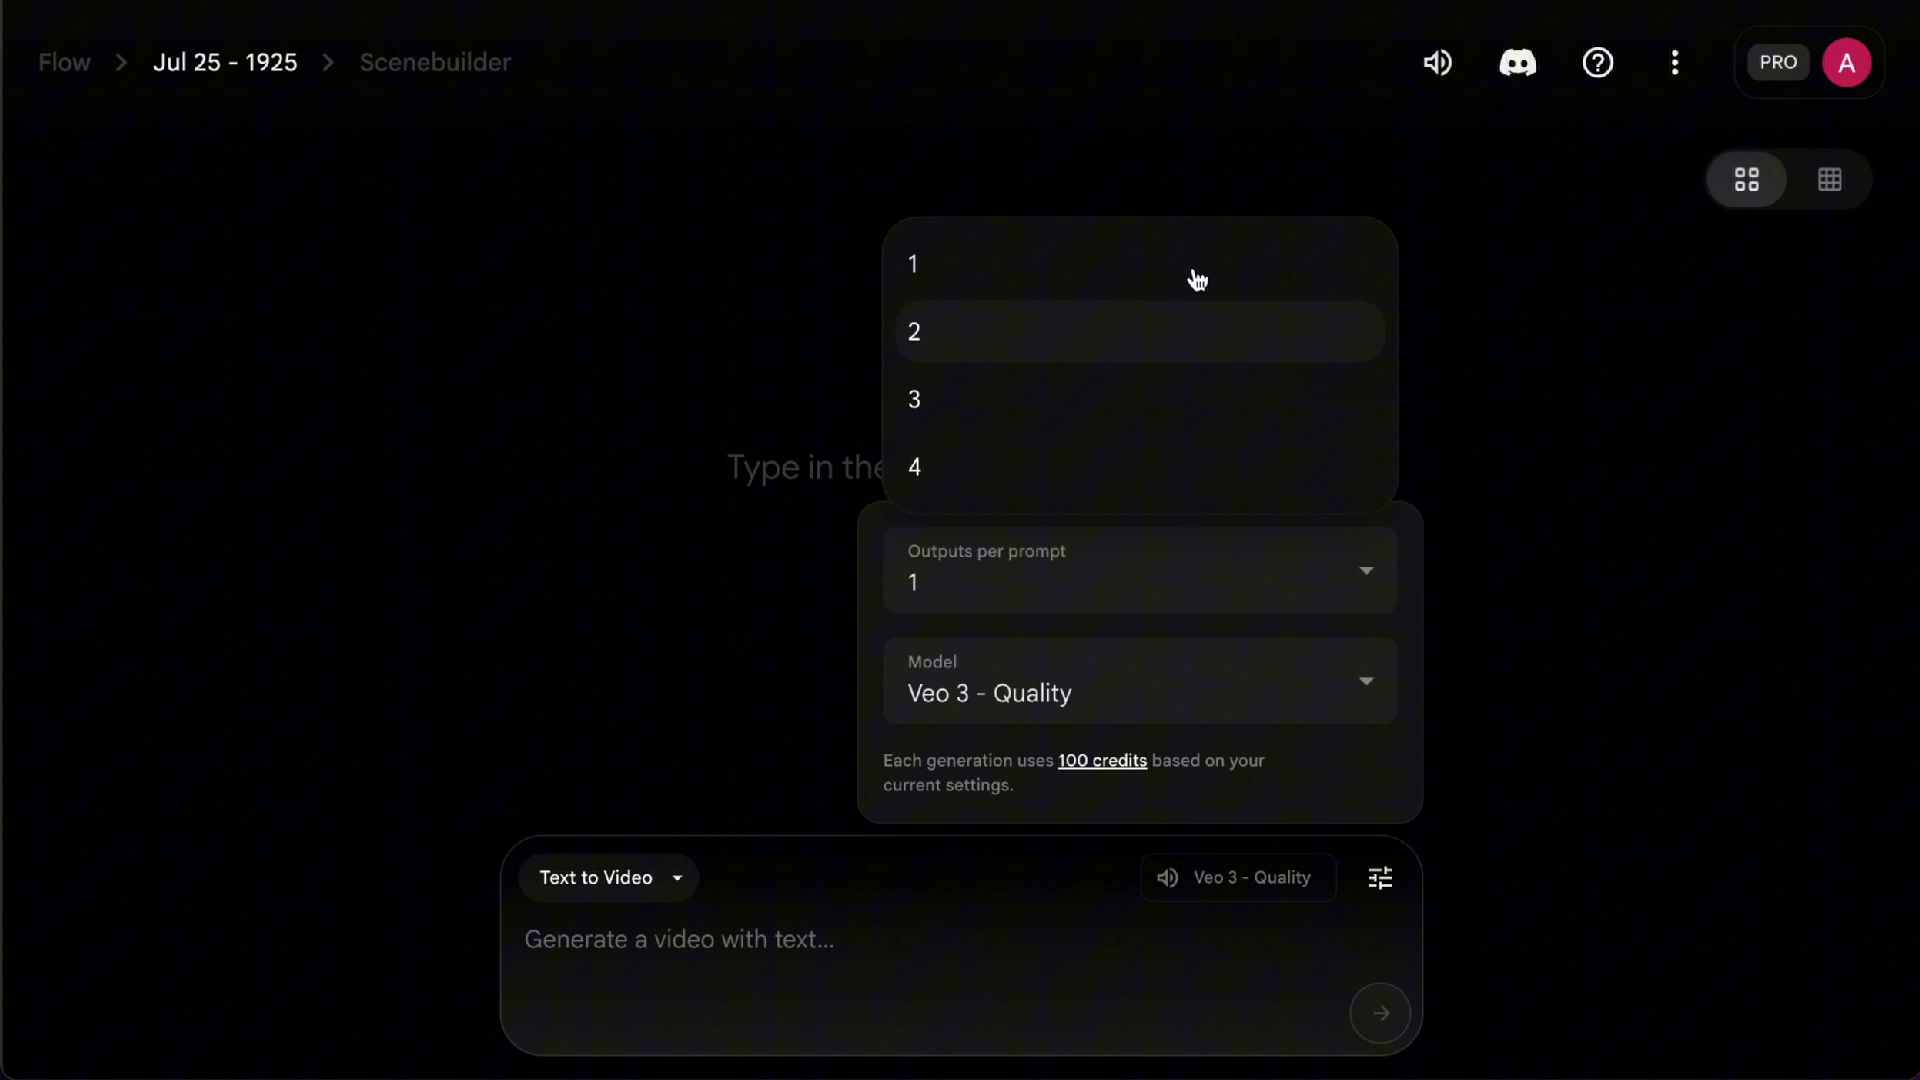 Flow > Jul 25 - 1925 > Scenebuilder
PRO A
1
2
3
4
Type in the
Outputs per prompt
1
Model
Veo 3 - Quality
Each generation uses 100 credits based on your
current settings.
Text to Video
Veo 3 - Quality
Generate a video with text...